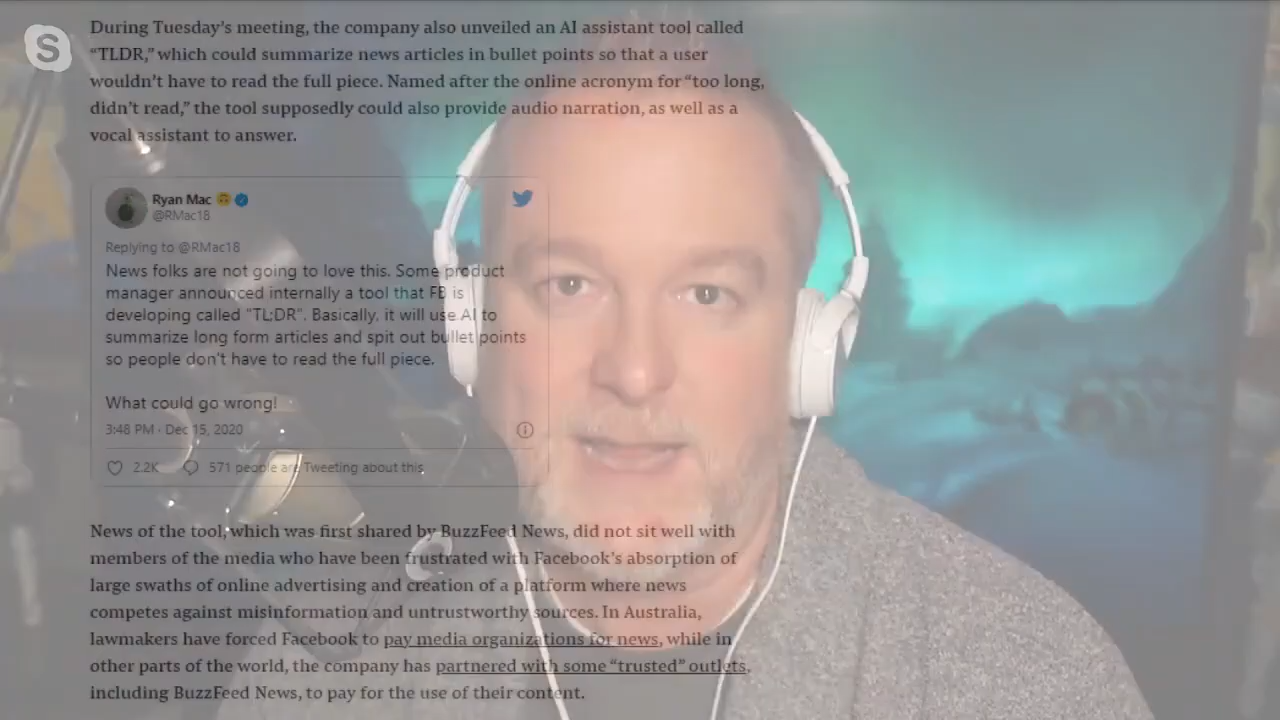 During Tuesday's meeting, the company also unveiled an AI assistant tool called
“TLDR,” which could summarize news articles in bullet points so that a user
wouldn't have to read the full piece. Named after the online acronym for “too long,
didn't read,” the tool supposedly could also provide audio narration, as well as a
vocal assistant to answer.
Ryan Mac
@RMac18
Replying to @RMac18
News folks are not going to love this. Some product
manager announced internally a tool that FB is
developing called "TL;DR". Basically, it will use AI to
summarize long form articles and spit out bullet points
so people don't have to read the full piece.
What could go wrong!
3:48 PM · Dec 15, 2020
2.2K 571 people are Tweeting about this
News of the tool, which was first shared by BuzzFeed News, did not sit well with
members of the media who have been frustrated with Facebook's absorption of
large swaths of online advertising and creation of a platform where news
competes against misinformation and untrustworthy sources. In Australia,
lawmakers have forced Facebook to pay media organizations for news, while in
other parts of the world, the company has partnered with some “trusted” outlets,
including BuzzFeed News, to pay for the use of their content.